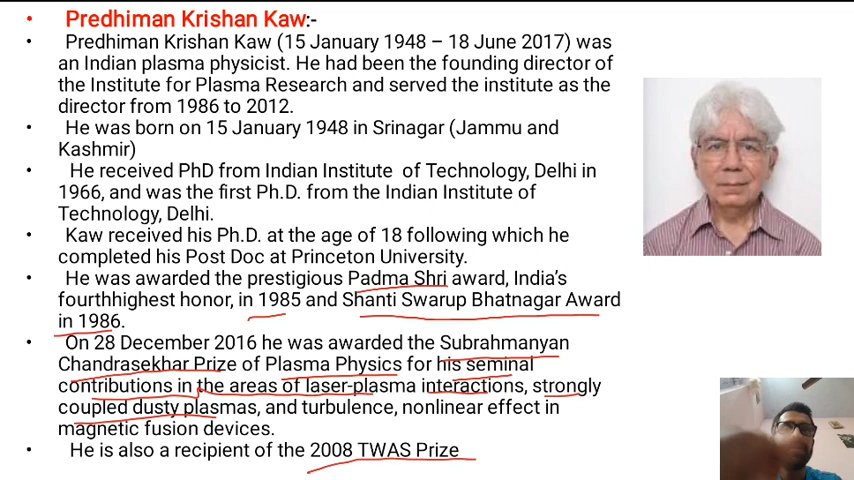 • Predhiman Krishan Kaw:-
• Predhiman Krishan Kaw (15 January 1948 – 18 June 2017) was
an Indian plasma physicist. He had been the founding director of
the Institute for Plasma Research and served the institute as the
director from 1986 to 2012.
• He was born on 15 January 1948 in Srinagar (Jammu and
Kashmir)
• He received PhD from Indian Institute of Technology, Delhi in
1966, and was the first Ph.D. from the Indian Institute of
Technology, Delhi.
• Kaw received his Ph.D. at the age of 18 following which he
completed his Post Doc at Princeton University.
• He was awarded the prestigious Padma Shri award, India's
fourthhighest honor, in 1985 and Shanti Swarup Bhatnagar Award
in 1986.
• On 28 December 2016 he was awarded the Subrahmanyan
Chandrasekhar Prize of Plasma Physics for his seminal
contributions in the areas of laser-plasma interactions, strongly
coupled dusty plasmas, and turbulence, nonlinear effect in
magnetic fusion devices.
• He is also a recipient of the 2008 TWAS Prize